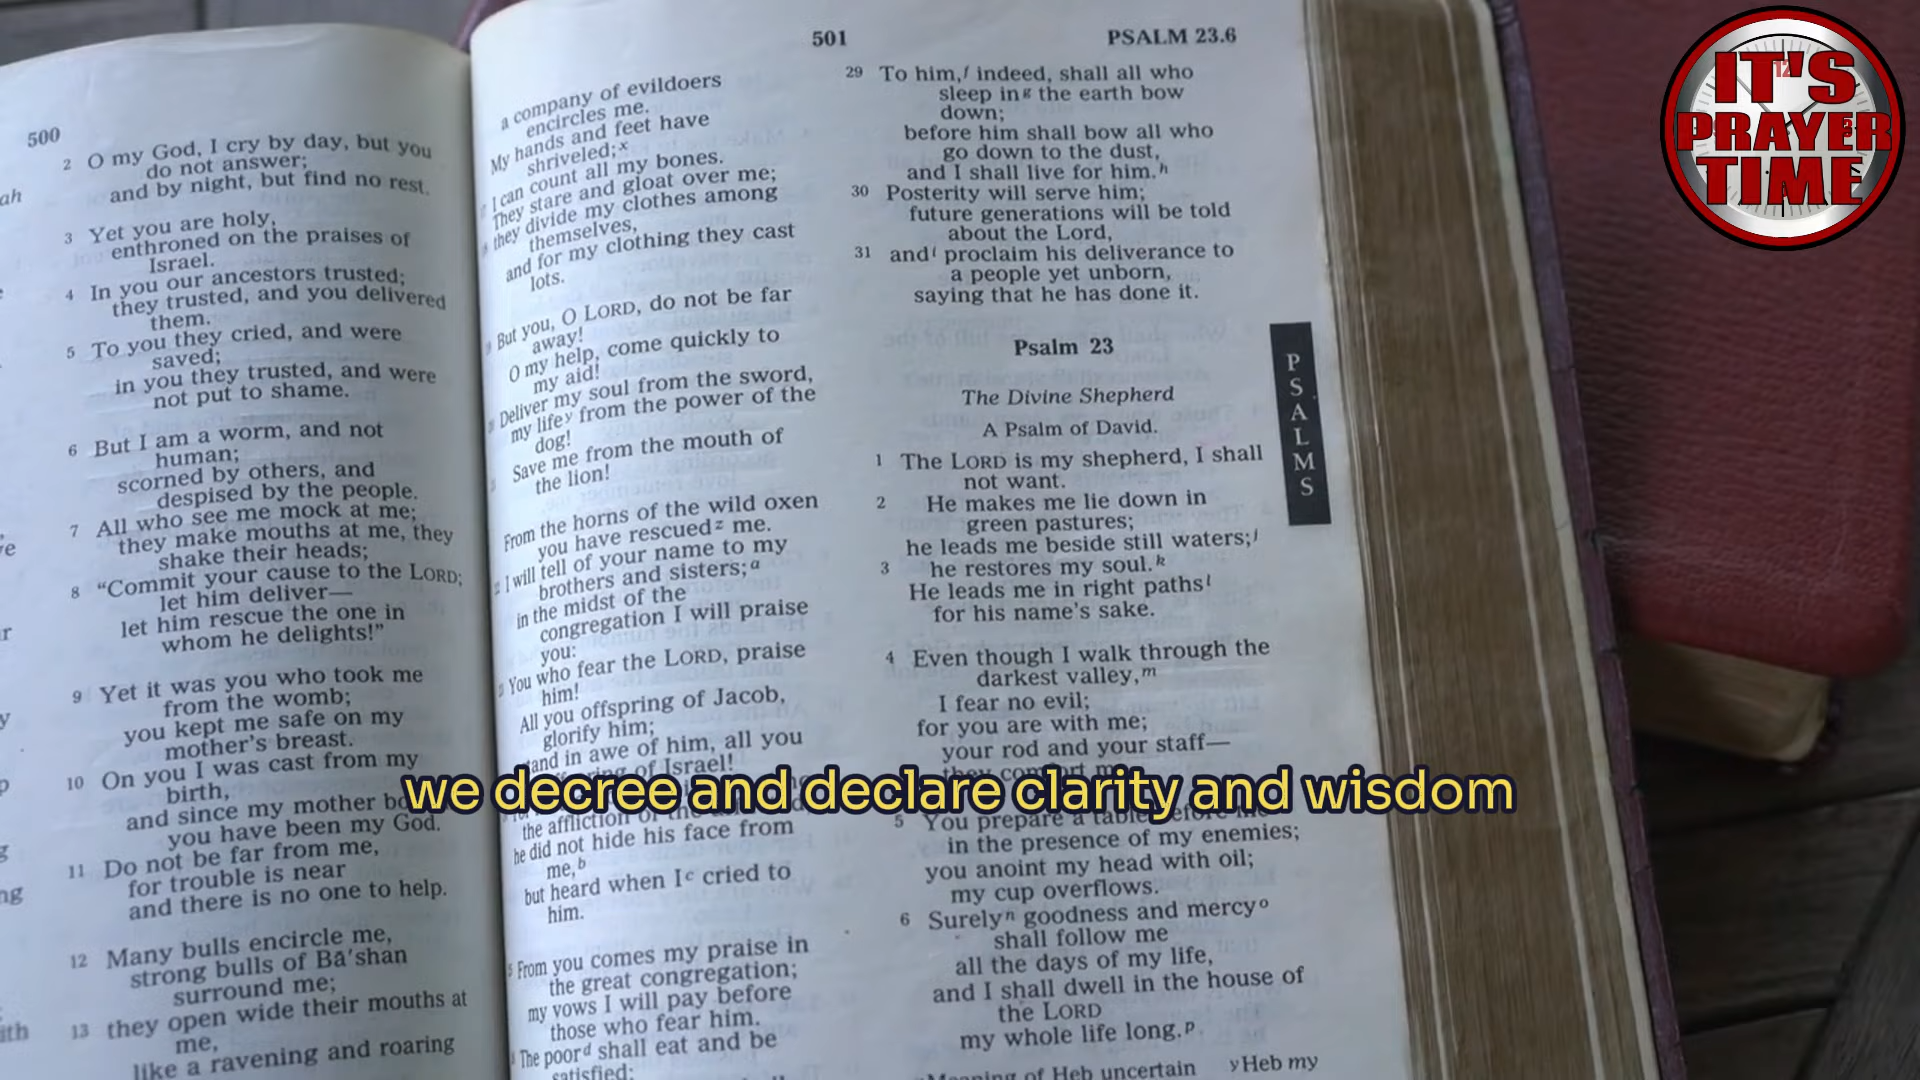 500
ah
2 O my God, I cry by day, but you
do not answer;
and by night, but find no rest.
3 Yet you are holy,
enthroned on the praises of
Israel.
4 In you our ancestors trusted;
they trusted, and you delivered
them.
5 To you they cried, and were
saved;
in you they trusted, and were
not put to shame.
6 But I am a worm, and not
human;
scorned by others, and
despised by the people.
7 All who see me mock at me;
they make mouths at me, they
shake their heads;
8 “Commit your cause to the LORD;
let him deliver—
let him rescue the one in
whom he delights!”
9 Yet it was you who took me
from the womb;
you kept me safe on my
mother's breast.
10 On you I was cast from my
birth,
and since my mother
you have been my God.
11 Do not be far from me,
for trouble is near
and there is no one to help.
12 Many bulls encircle me,
strong bulls of Ba'shan
surround me;
13 they open wide their mouths at
me,
like a ravening and roaring
501
a company of evildoers
encircles me.
My hands and feet have
shriveled;x
I can count all my bones.
They stare and gloat over me;
they divide my clothes among
themselves,
and for my clothing they cast
lots.
But you, O LORD, do not be far
away!
O my help, come quickly to
my aid!
Deliver my soul from the sword,
my lifey from the power of the
dog!
Save me from the mouth of
the lion!
From the horns of the wild oxen
you have rescuedz me.
I will tell of your name to my
brothers and sisters;a
in the midst of the
congregation I will praise
you:
You who fear the LORD, praise
him!
All you offspring of Jacob,
glorify him;
stand in awe of him, all you
of Israel!
the affliction of the
he did not hide his face from
me,b
but heard when Ic cried to
him.
From you comes my praise in
the great congregation;
my vows I will pay before
those who fear him.
The poord shall eat and be
satisfied;
PSALM 23.6
29 To him,f indeed, shall all who
sleep ing the earth bow
down;
before him shall bow all who
go down to the dust,
and I shall live for him.h
30 Posterity will serve him;
future generations will be told
about the Lord,
31 andi proclaim his deliverance to
a people yet unborn,
saying that he has done it.
Psalm 23
The Divine Shepherd
A Psalm of David.
1 The LORD is my shepherd, I shall
not want.
2 He makes me lie down in
green pastures;
he leads me beside still waters;j
3 he restores my soul.k
He leads me in right pathsl
for his name's sake.
4 Even though I walk through the
darkest valley,m
I fear no evil;
for you are with me;
your rod and your staff—
they comfort me.
5 You prepare a table before me
in the presence of my enemies;
you anoint my head with oil;
my cup overflows.
6 Surelyn goodness and mercyo
shall follow me
all the days of my life,
and I shall dwell in the house of
the LORD
my whole life long.p
of Heb uncertain y Heb my
PSALMS
we decree and declare clarity and wisdom
IT'S
PRAYER
TIME